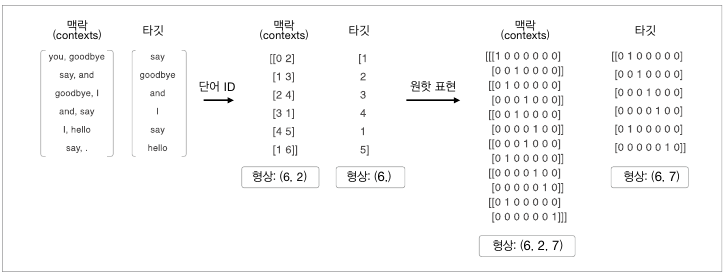 맥락
(contexts)
타깃
you, goodbye
say, and
goodbye, I
and, say
I, hello
say, .
say
goodbye
and
I
say
hello
단어 ID
맥락
(contexts)
타깃
[[0 2]
[1 3]
[2 4]
[3 1]
[4 5]
[1 6]]
[1
2
3
4
1
5]
형상: (6, 2)
형상: (6,)
원핫 표현
맥락
(contexts)
타깃
[[[1 0 0 0 0 0 0]
[0 0 1 0 0 0 0]]
[[0 1 0 0 0 0 0]
[0 0 0 1 0 0 0]]
[[0 0 1 0 0 0 0]
[0 0 0 0 1 0 0]]
[[0 0 0 1 0 0 0]
[0 1 0 0 0 0 0]]
[[0 0 0 0 1 0 0]
[0 0 0 0 0 1 0]]
[[0 1 0 0 0 0 0]
[0 0 0 0 0 0 1]]]
[[0 1 0 0 0 0 0]
[0 0 1 0 0 0 0]
[0 0 0 1 0 0 0]
[0 0 0 0 1 0 0]
[0 1 0 0 0 0 0]
[0 0 0 0 0 1 0]]
형상: (6, 2, 7)
형상: (6, 7)